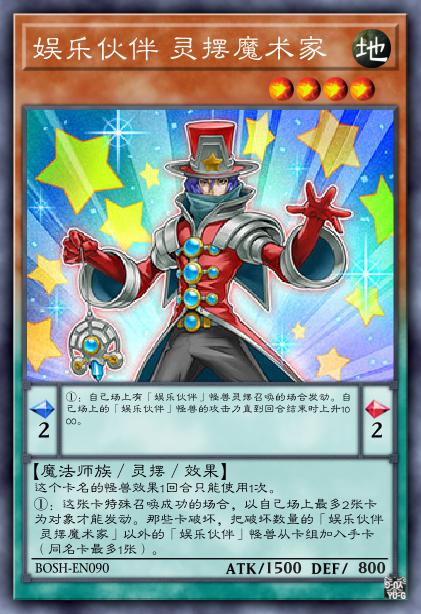 娱乐伙伴 灵摆魔术家
地
①：自己场上有「娱乐伙伴」怪兽灵摆召唤的场合发动。自
己场上的「娱乐伙伴」怪兽的攻击力直到回合结束时上升10
00。
2
2
【魔法师族／灵摆／效果】
这个卡名的怪兽效果1回合只能使用1次。
①：这张卡特殊召唤成功的场合，以自己场上最多2张卡
为对象才能发动。那些卡破坏，把破坏数量的「娱乐伙伴
灵摆魔术家」以外的「娱乐伙伴」怪兽从卡组加入手卡
（同名卡最多1张）。
BOSH-EN090
ATK/1500 DEF/ 800